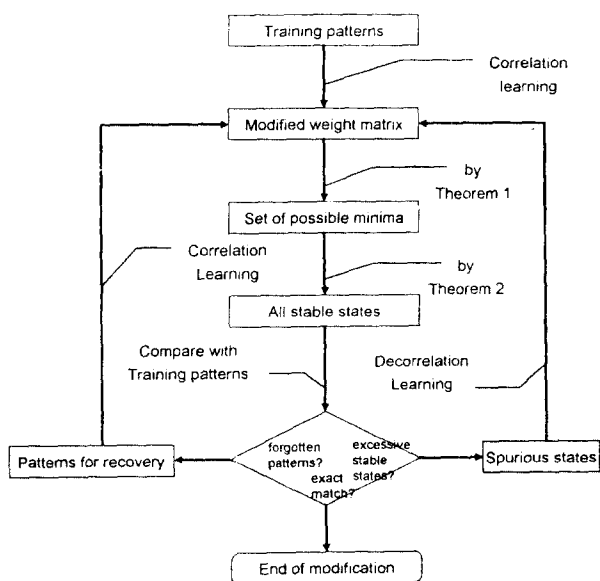 Training patterns
Correlation
learning
Modified weight matrix
by
Theorem 1
Set of possible minima
Correlation
Learning
by
Theorem 2
All stable states
Compare with
Training patterns
Decorrelation
Learning
forgotten
patterns?
excessive
stable
states?
exact
match?
Patterns for recovery
Spurious states
End of modification